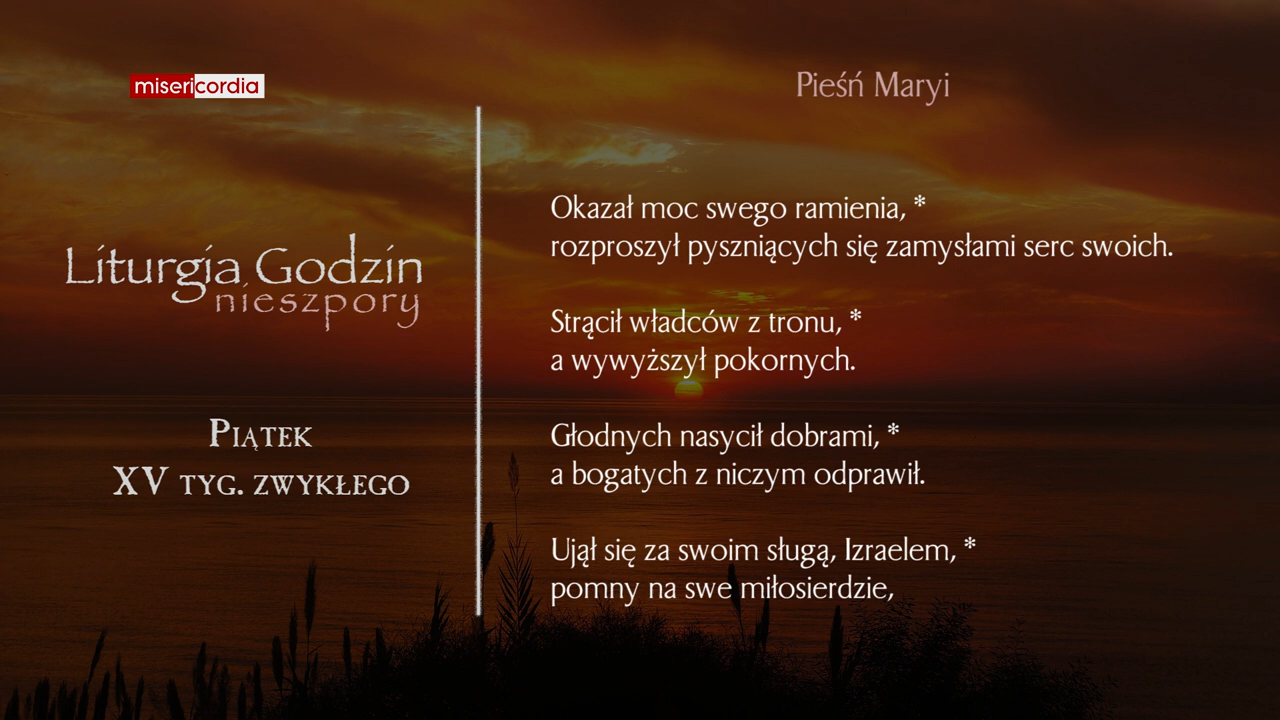 misericordia
Liturgia Godzin
nieszpory
Piątek
XV tyg. zwykłego
Pieśń Maryi
Okazał moc swego ramienia, *
rozproszył pyszniących się zamysłami serc swoich.
Strącił władców z tronu, *
a wywyższył pokornych.
Głodnych nasycił dobrami, *
a bogatych z niczym odprawił.
Ujął się za swoim sługą, Izraelem, *
pomny na swe miłosierdzie,